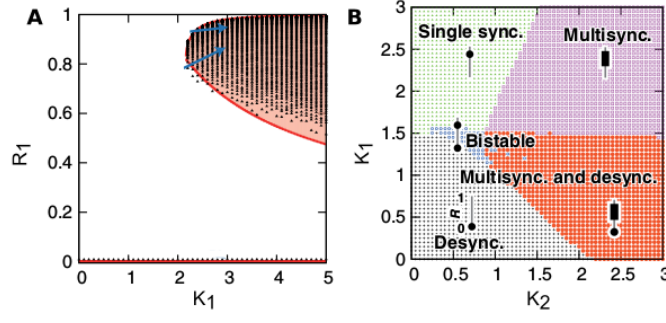 A
B
R1
1
0.8
0.6
0.4
0.2
0
0 1 2 3 4 5
K1
K1
3
2.5
2
1.5
1
0.5
0
Single sync.
Multisync.
Bistable
Multisync. and desync.
1
R
0
Desync.
0 0.5 1 1.5 2 2.5 3
K2